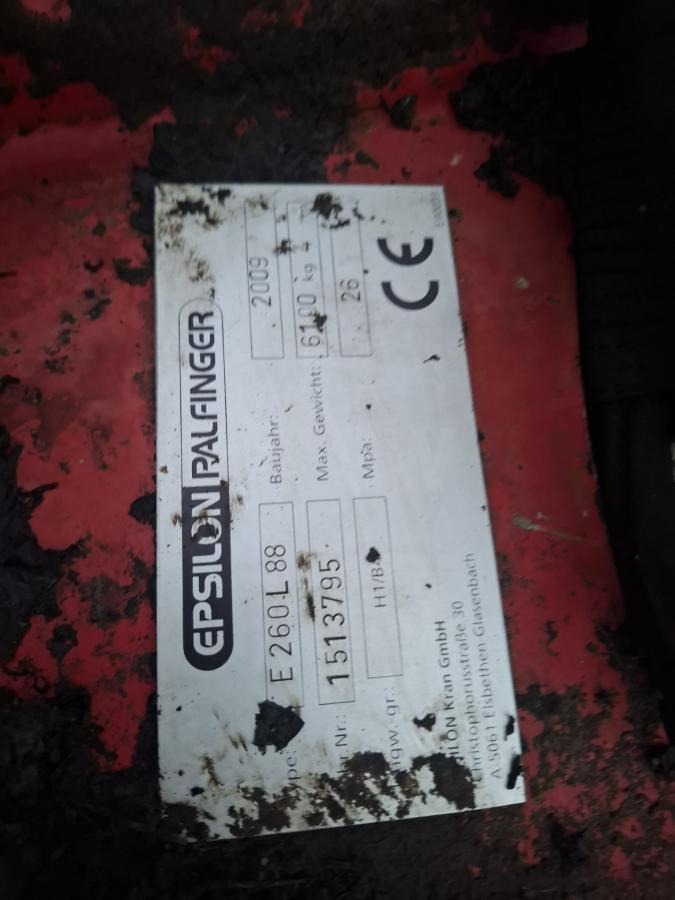 EPSILON PALFINGER
E 260 L 88 Baujahr: 2009
1513795 Max. Gewicht: 6100 kg
H1/B4 Mpa: 26
CE
Kran GmbH
Christophorusstraße 30
A 5061 Elsbethen-Glasenbach